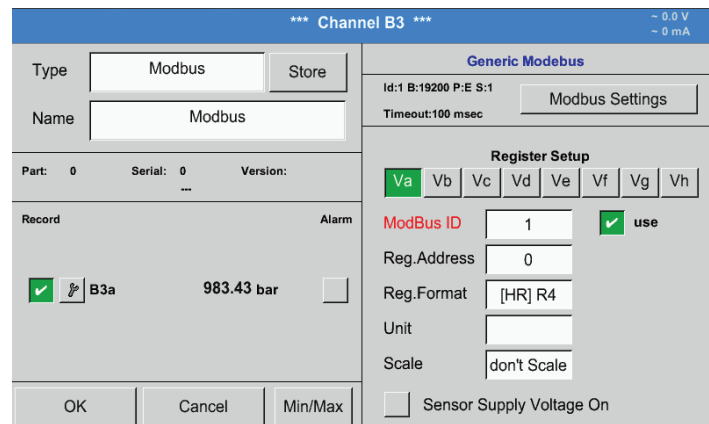 *** Channel B3 ***
~ 0.0 V
~ 0 mA
Type Modbus Store
Name Modbus
Part: 0 Serial: 0 Version:
---
Record Alarm
B3a 983.43 bar
OK Cancel Min/Max
Generic Modebus
Id:1 B:19200 P:E S:1
Timeout:100 msec
Modbus Settings
Register Setup
Va Vb Vc Vd Ve Vf Vg Vh
ModBus ID 1 use
Reg.Address 0
Reg.Format [HR] R4
Unit
Scale don't Scale
Sensor Supply Voltage On